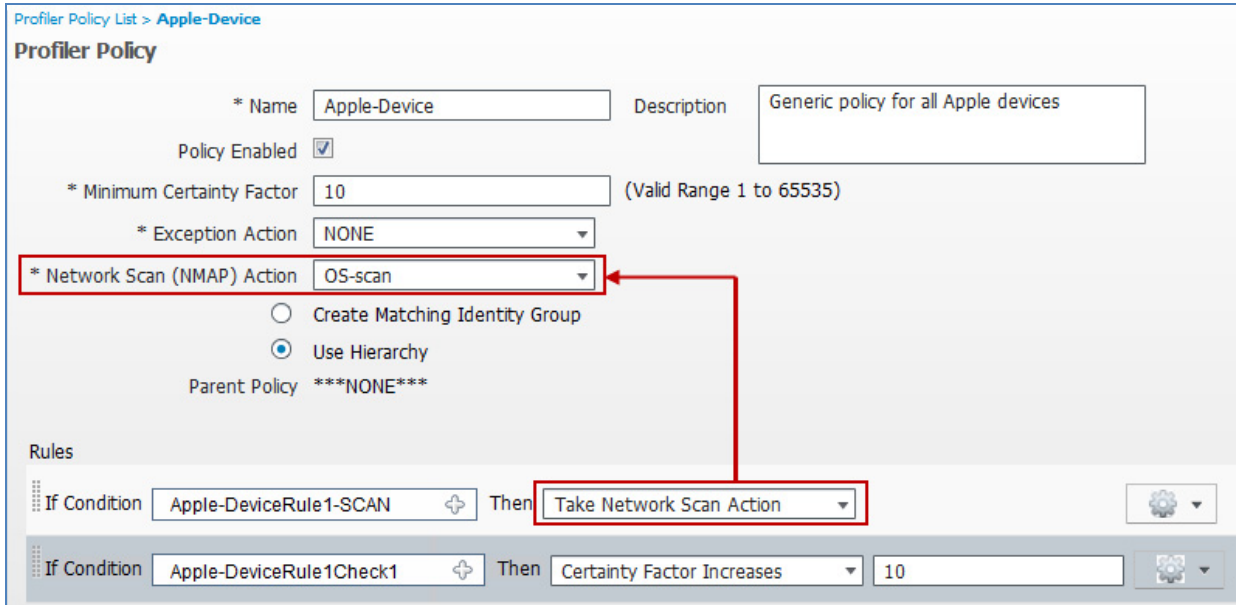 Profiler Policy List > Apple-Device
Profiler Policy
* Name Apple-Device Description Generic policy for all Apple devices
Policy Enabled
* Minimum Certainty Factor 10 (Valid Range 1 to 65535)
* Exception Action NONE
* Network Scan (NMAP) Action OS-scan
Create Matching Identity Group
Use Hierarchy
Parent Policy ***NONE***
Rules
If Condition Apple-DeviceRule1-SCAN Then Take Network Scan Action
If Condition Apple-DeviceRule1Check1 Then Certainty Factor Increases 10